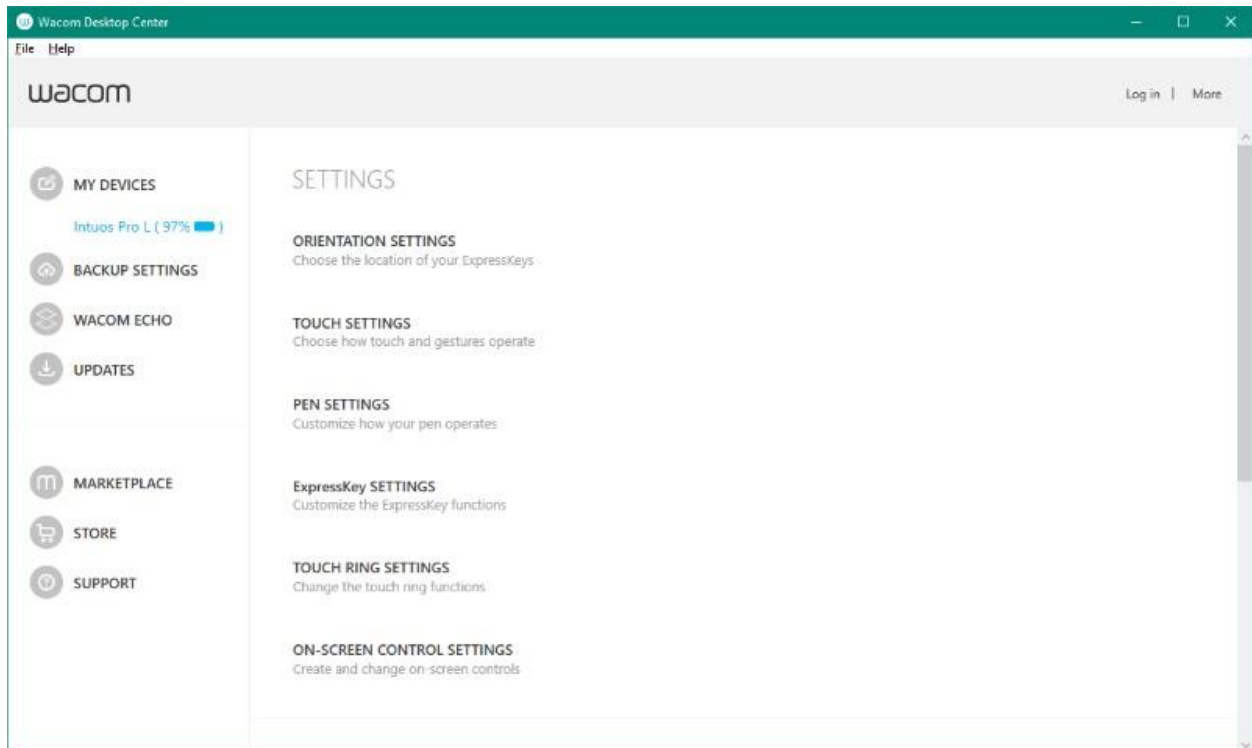 Wacom Desktop Center
File Help
wacom
Log in | More
MY DEVICES
Intuos Pro L ( 97% )
BACKUP SETTINGS
WACOM ECHO
UPDATES
MARKETPLACE
STORE
SUPPORT
SETTINGS
ORIENTATION SETTINGS
Choose the location of your ExpressKeys
TOUCH SETTINGS
Choose how touch and gestures operate
PEN SETTINGS
Customize how your pen operates
ExpressKey SETTINGS
Customize the ExpressKey functions
TOUCH RING SETTINGS
Change the touch ring functions
ON-SCREEN CONTROL SETTINGS
Create and change on-screen controls